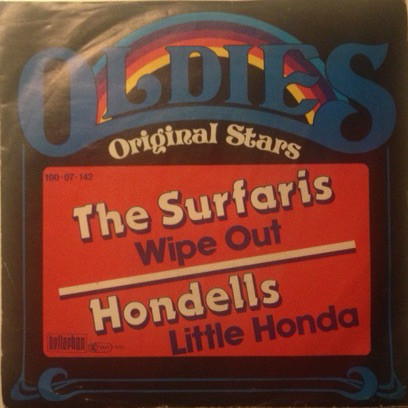 OLDIES
Original Stars
100-07-142
The Surfaris
Wipe Out
Hondells
Little Honda
bellaphon